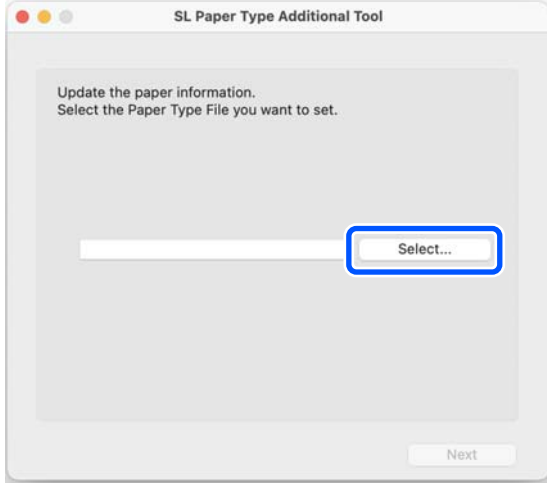 SL Paper Type Additional Tool
Update the paper information.
Select the Paper Type File you want to set.
Select...
Next